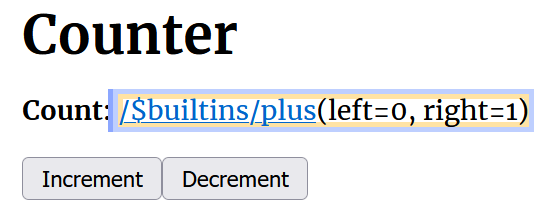 Counter
Count: /$builtins/plus(left=0, right=1)
Increment Decrement